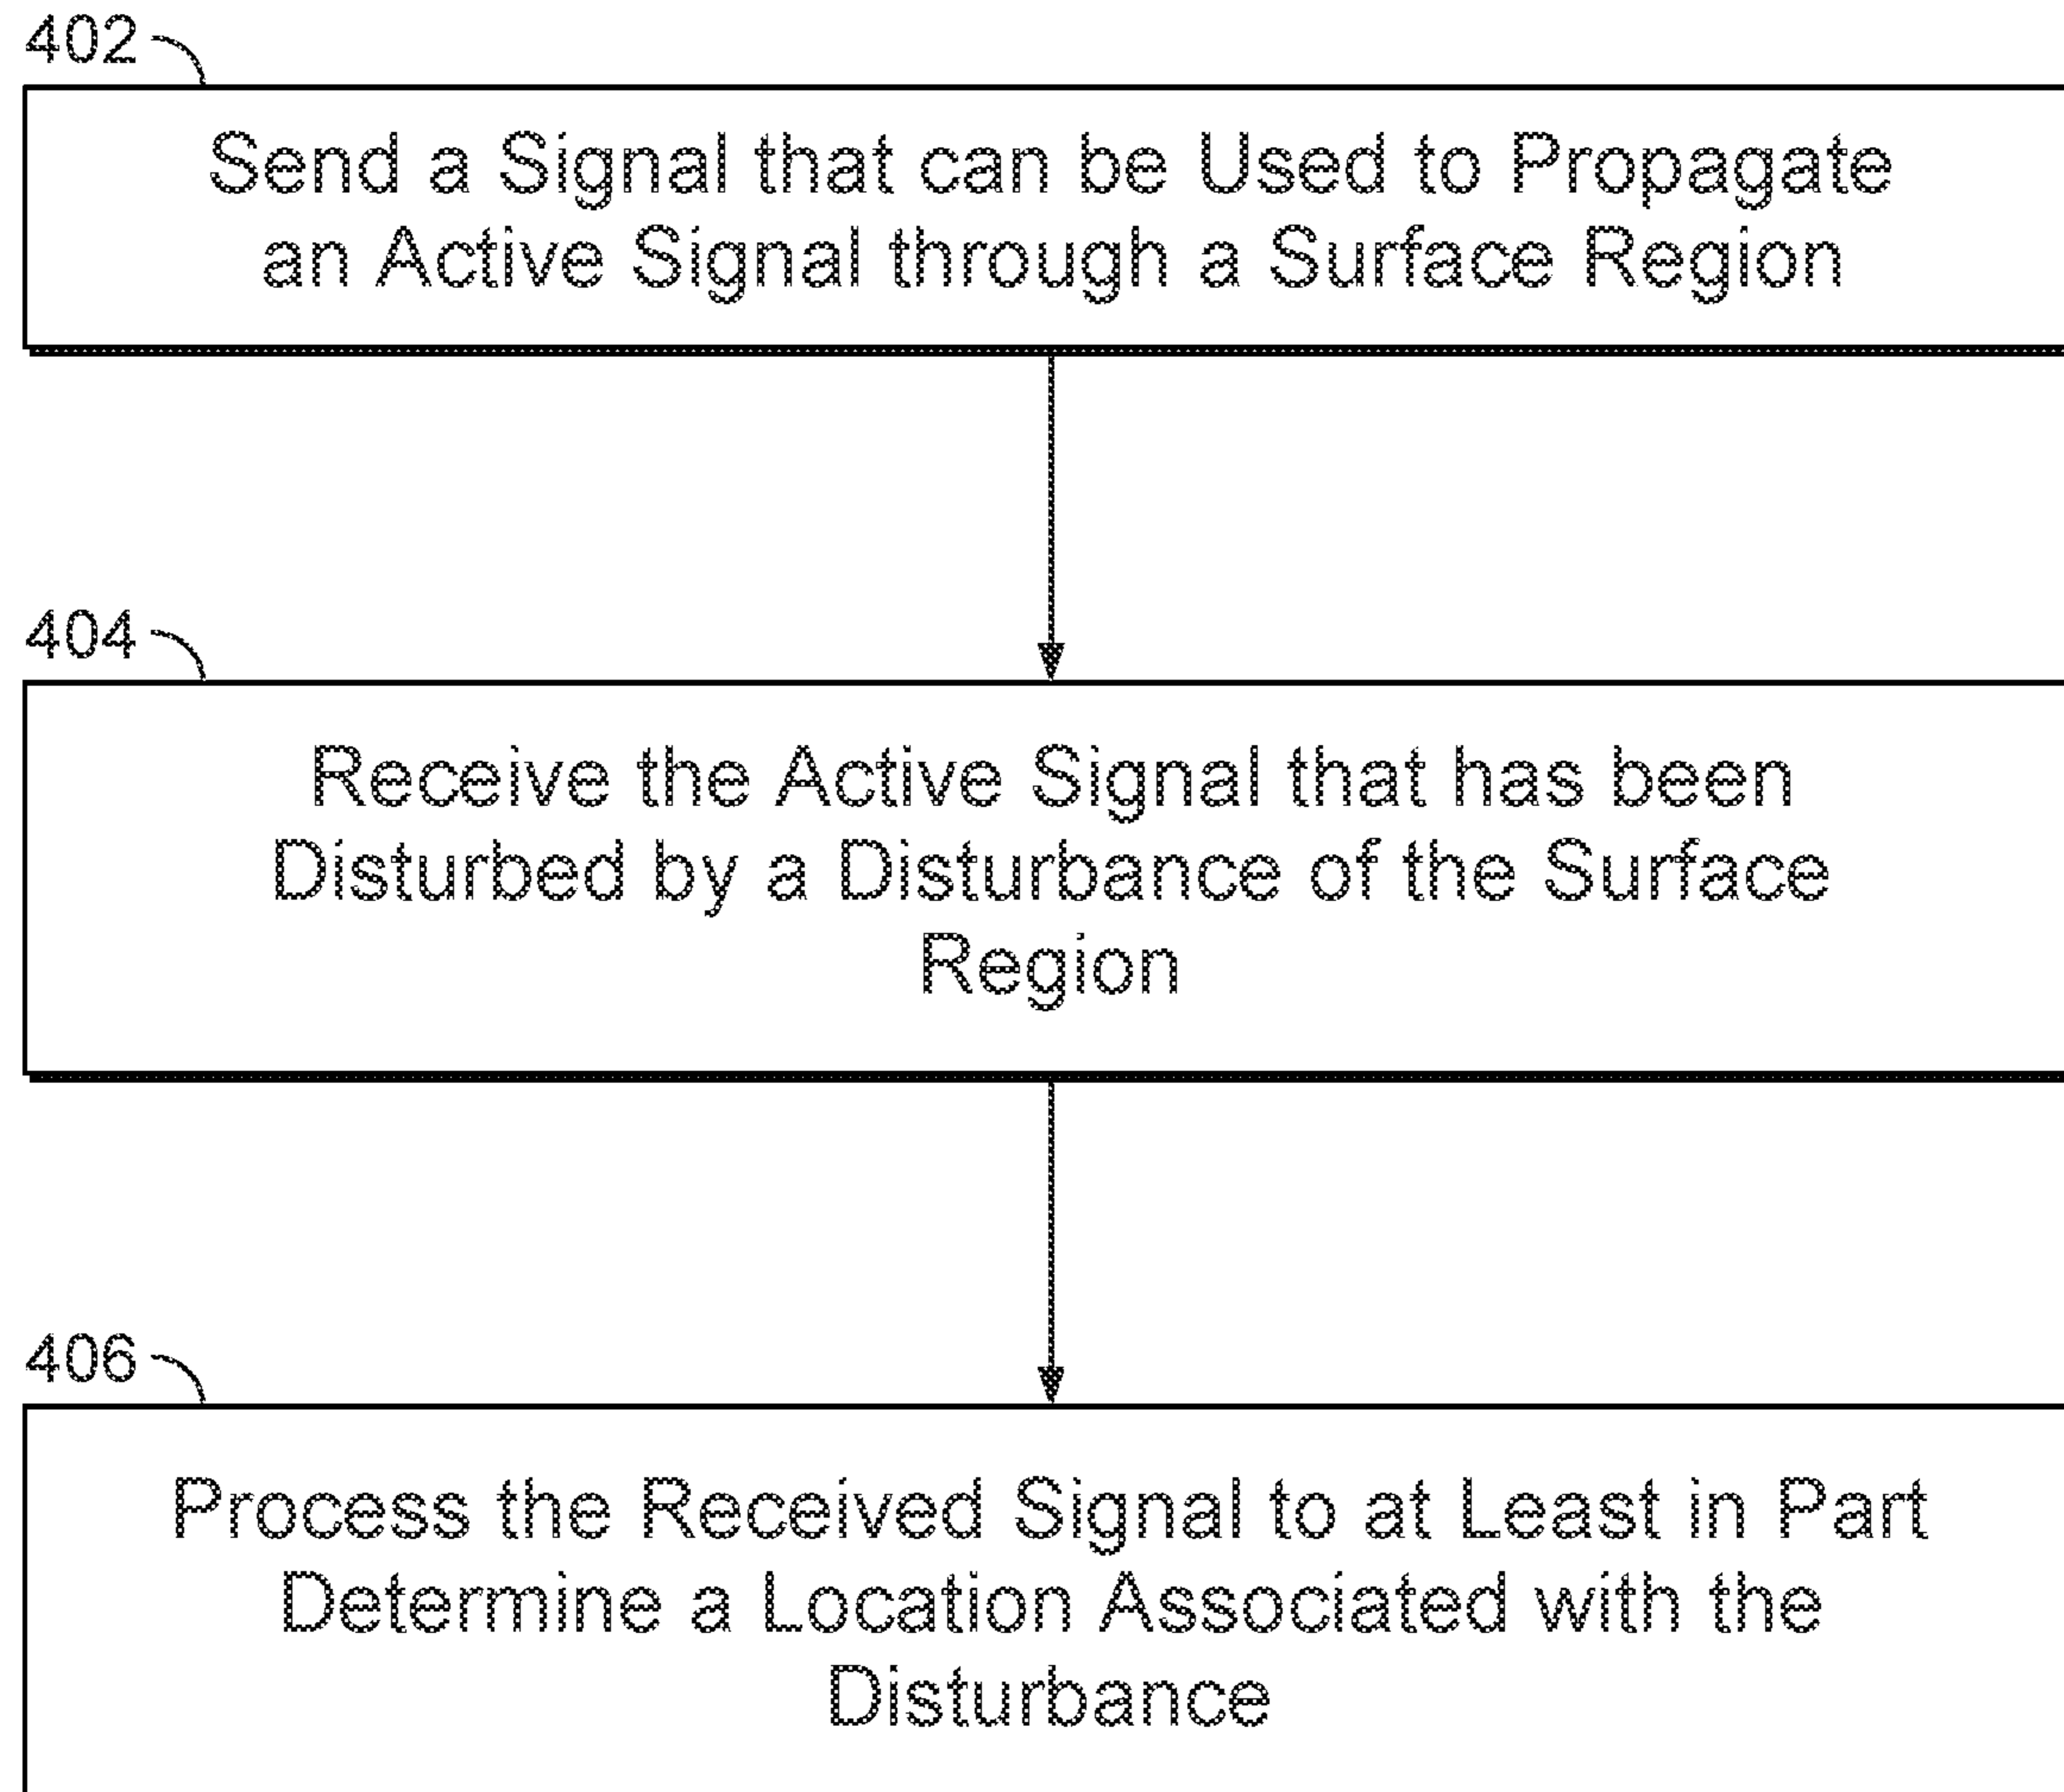 402
Send a Signal that can be Used to Propagate
an Active Signal through a Surface Region
404
Receive the Active Signal that has been
Disturbed by a Disturbance of the Surface
Region
406
Process the Received Signal to at Least in Part
Determine a Location Associated with the
Disturbance